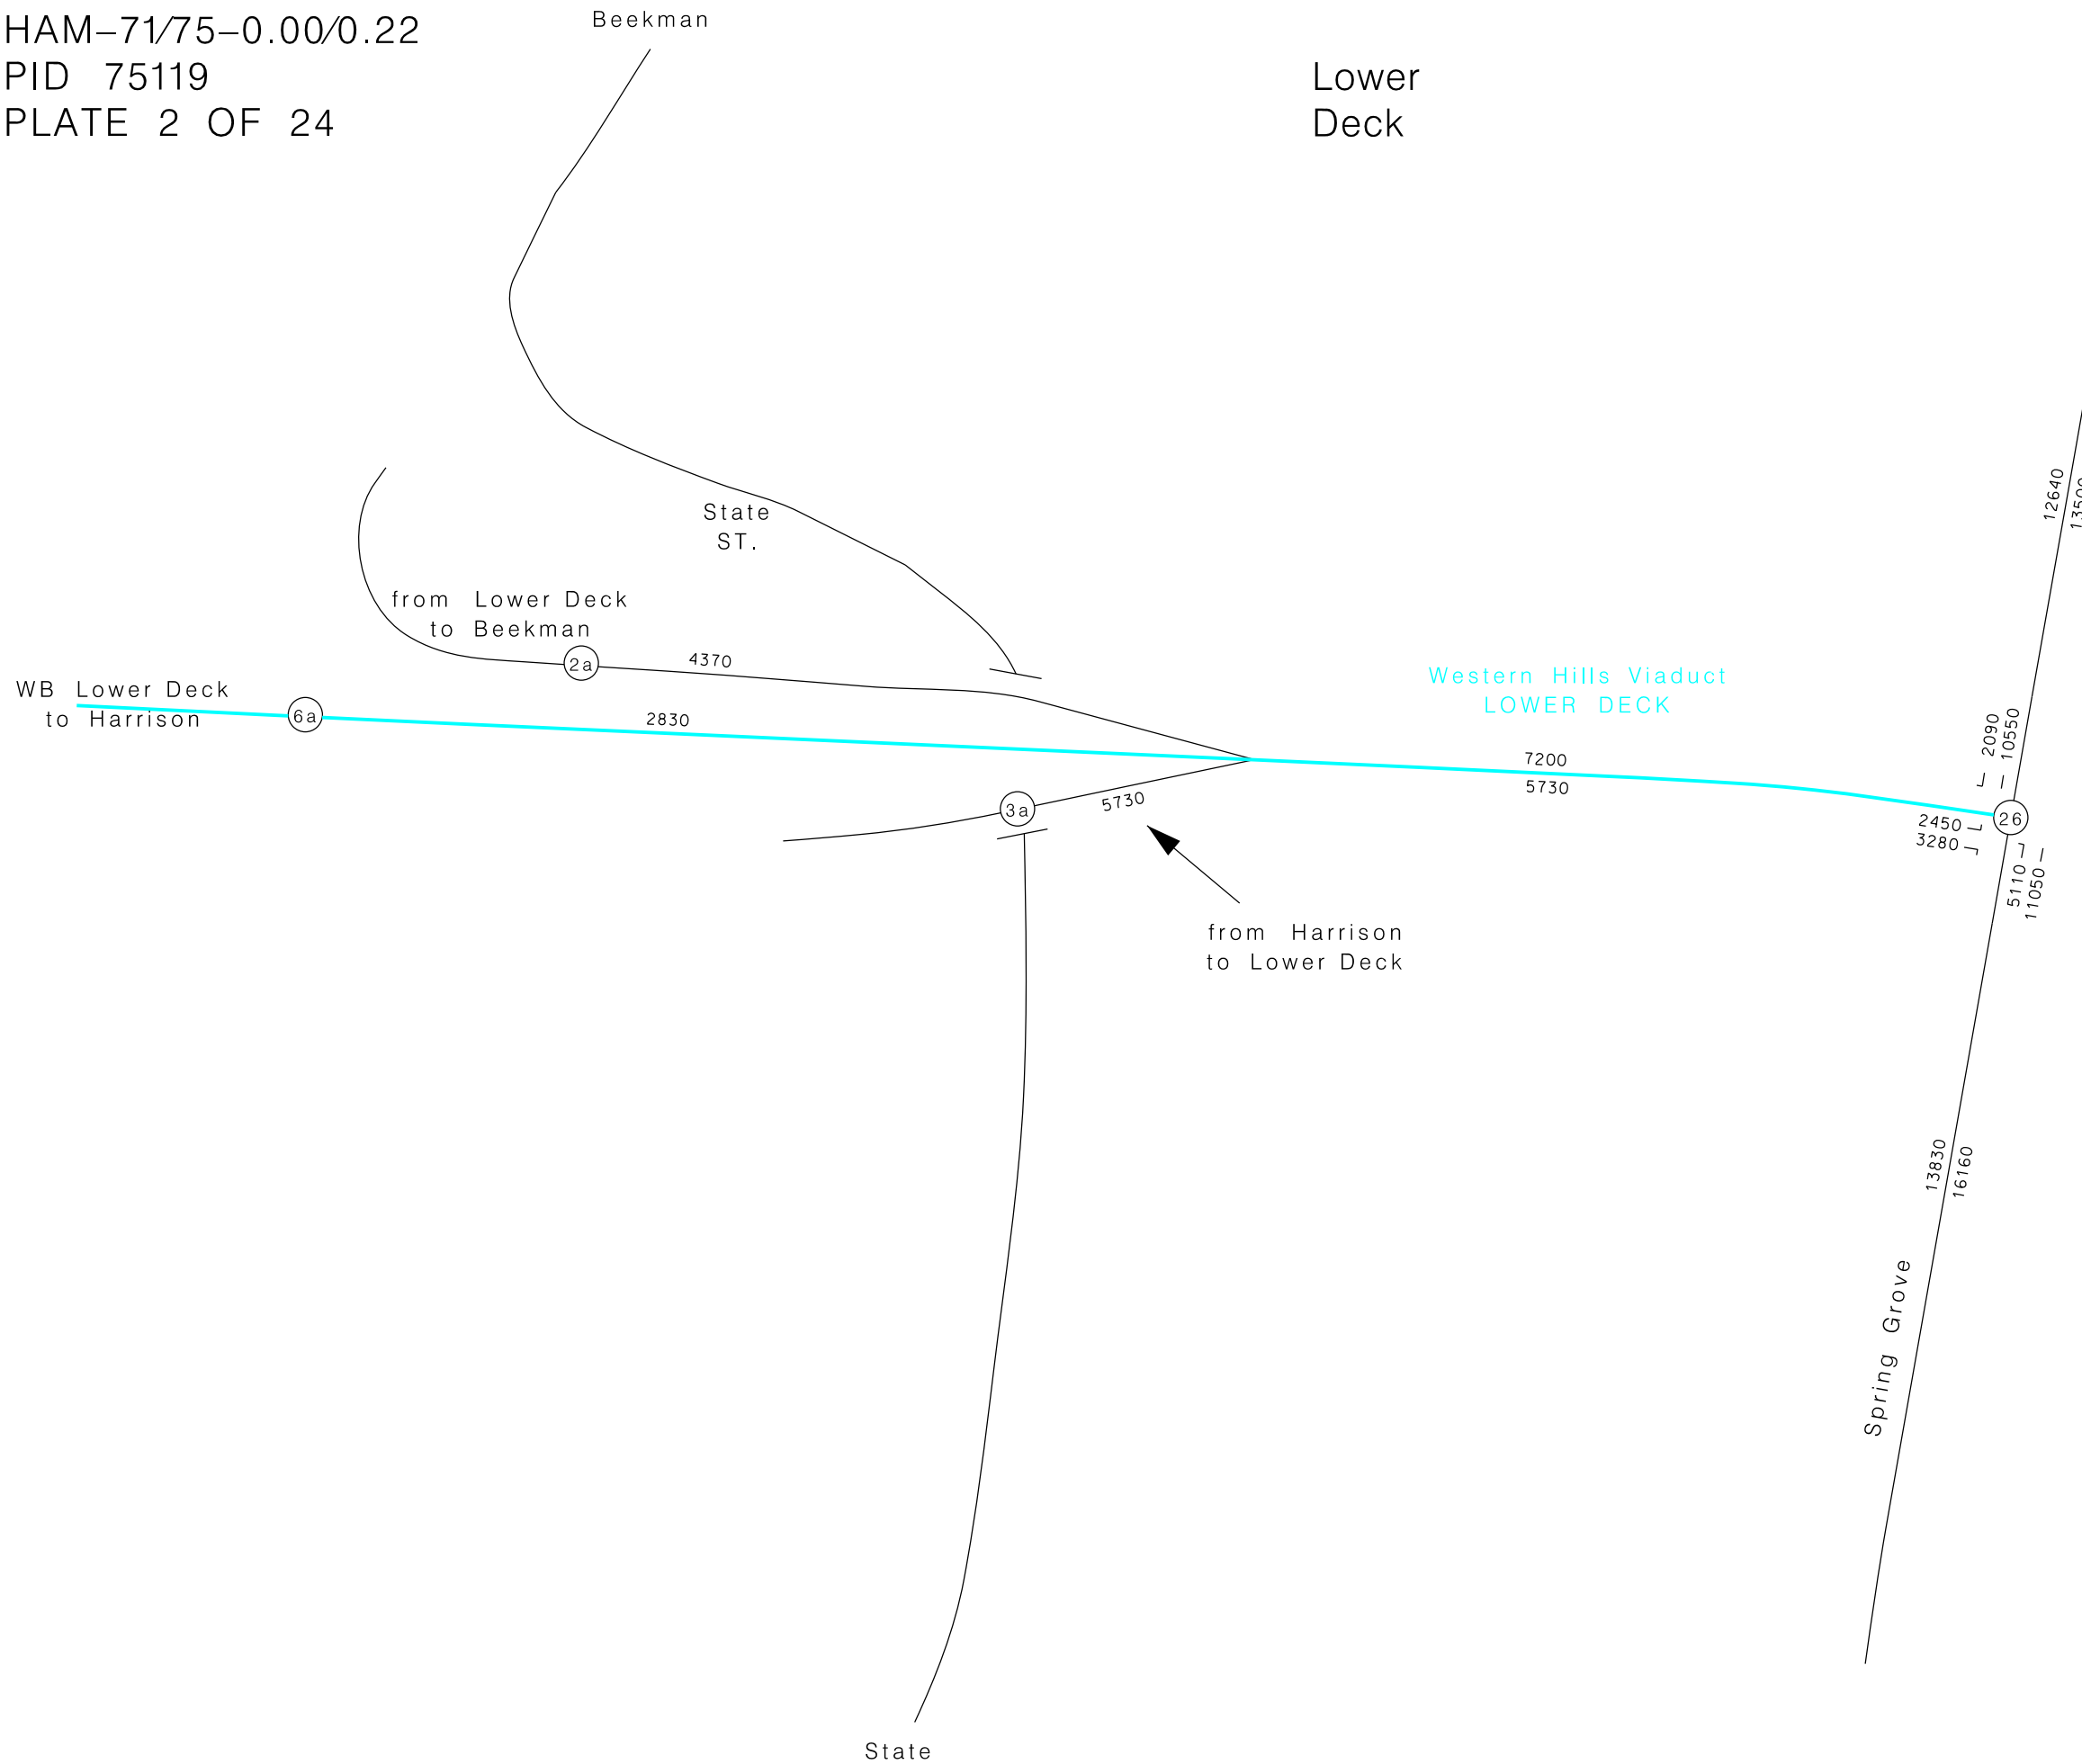 HAM-71/75-0.00/0.22
PID 75119
PLATE 2 OF 24
Beekman
Lower
Deck
State
ST.
from Lower Deck
to Beekman
2a
4370
WB Lower Deck
to Harrison
6a
2830
3a
5730
from Harrison
to Lower Deck
Western Hills Viaduct
LOWER DECK
7200
5730
12640
13500
2090
10550
2450
3280
26
5110
11050
13830
16160
Spring Grove
State